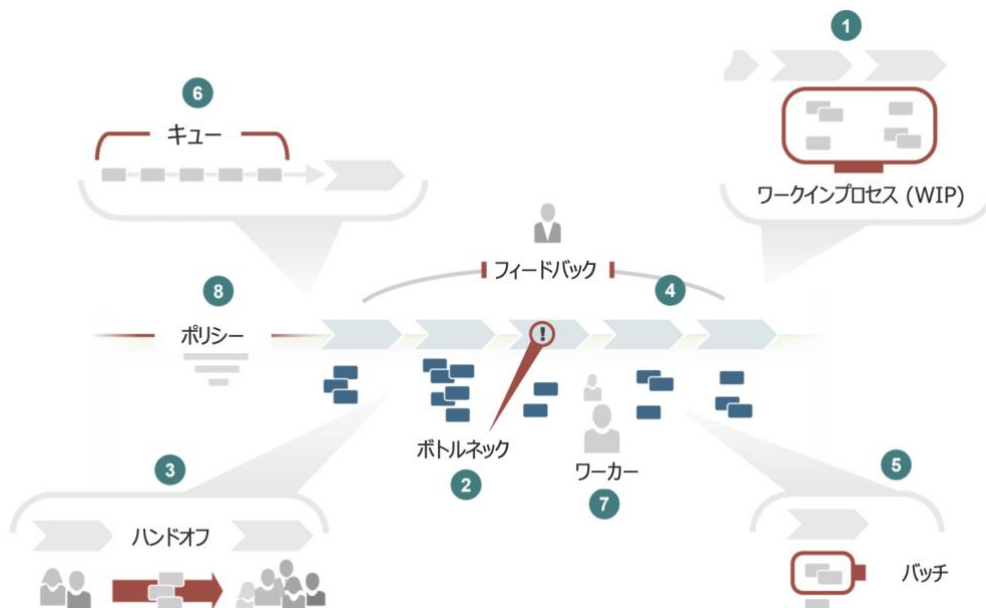 1
6
キュー
ワークインプロセス (WIP)
フィードバック
8
4
ポリシー
!
ボトルネック
2
ワーカー
7
3
5
ハンドオフ
バッチ